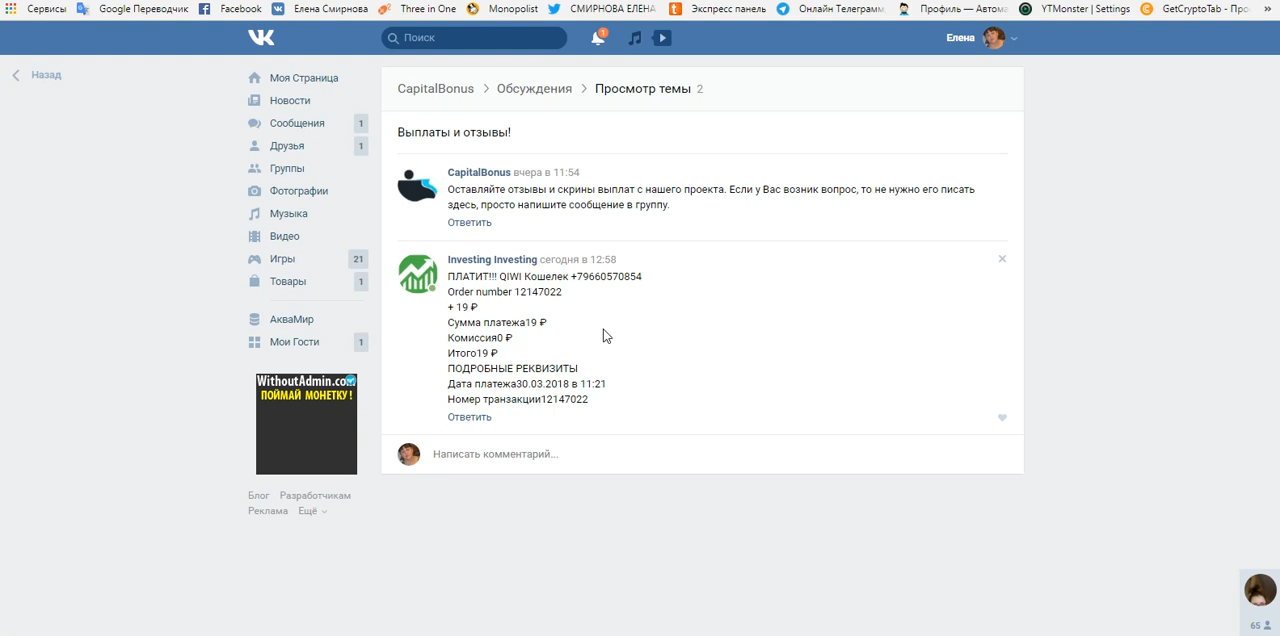 Сервисы Google Переводчик Facebook Елена Смирнова Three in One Monopolist СМИРНОВА ЕЛЕНА Экспресс панель Онлайн Телеграмм Профиль — Автома YTMonster | Settings GetCryptoTab - Про »
Поиск
1
Елена
Назад
Моя Страница
Новости
Сообщения 1
Друзья 1
Группы
Фотографии
Музыка
Видео
Игры 21
Товары 1
АкваМир
Мои Гости 1
WithoutAdmin.com
ПОЙМАЙ МОНЕТКУ!
Блог Разработчикам
Реклама Ещё
CapitalBonus > Обсуждения > Просмотр темы 2
Выплаты и отзывы!
CapitalBonus вчера в 11:54
Оставляйте отзывы и скрины выплат с нашего проекта. Если у Вас возник вопрос, то не нужно его писать
здесь, просто напишите сообщение в группу.
Ответить
Investing Investing сегодня в 12:58
ПЛАТИТ!!! QIWI Кошелек +79660570854
Order number 12147022
+ 19 ₽
Сумма платежа19 ₽
Комиссия0 ₽
Итого19 ₽
ПОДРОБНЫЕ РЕКВИЗИТЫ
Дата платежа30.03.2018 в 11:21
Номер транзакции12147022
Ответить
Написать комментарий...
65